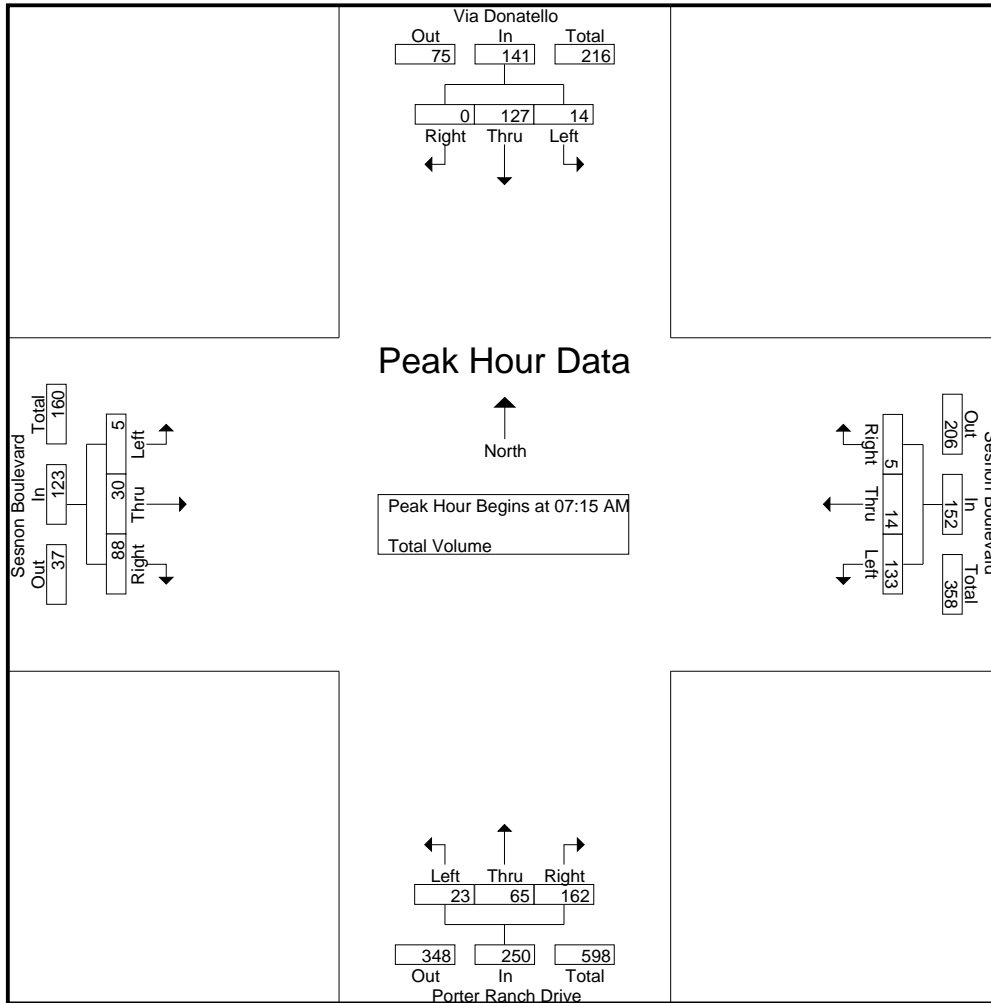 Via Donatello
Out In Total
75 141 216
0 127 14
Right Thru Left
Peak Hour Data
North
Peak Hour Begins at 07:15 AM
Total Volume
Sesnon Boulevard
Total In Out
160 123 37
5 30 88
Left Thru Right
Sesnon Boulevard
Out In Total
206 152 358
5 14 133
Right Thru Left
Left Thru Right
23 65 162
348 250 598
Out In Total
Porter Ranch Drive